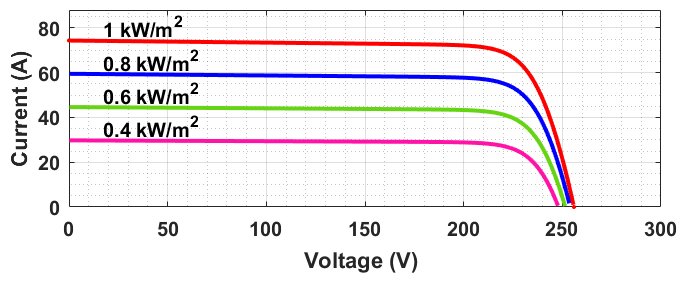 80
60
40
20
0
1 kW/m²
0.8 kW/m²
0.6 kW/m²
0.4 kW/m²
Current (A)
0 50 100 150 200 250 300
Voltage (V)